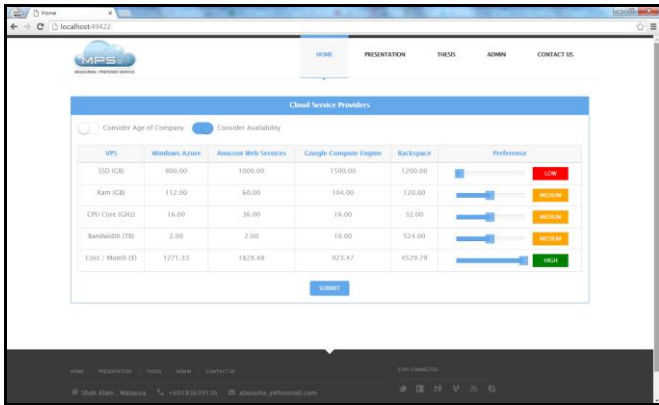 Home
localhost:49422
MPS
MEASURING PREFERRED SERVICE
HOME PRESENTATION THESIS ADMIN CONTACT US
Cloud Service Providers
Consider Age of Company Consider Availability
VPS Windows Azure Amazon Web Services Google Compute Engine Rackspace Preference
SSD (GB) 800.00 1000.00 1500.00 1200.00 LOW
Ram (GB) 112.00 60.00 104.00 120.00 MEDIUM
CPU Core (GHz) 16.00 36.00 16.00 32.00 MEDIUM
Bandwidth (TB) 2.00 2.00 10.00 524.00 MEDIUM
Cost / Month ($) 1271.33 1828.48 923.47 4529.79 HIGH
SUBMIT
HOME PRESENTATION THESIS ADMIN CONTACT US STAY CONNECTED
Shah Alam , Malaysia